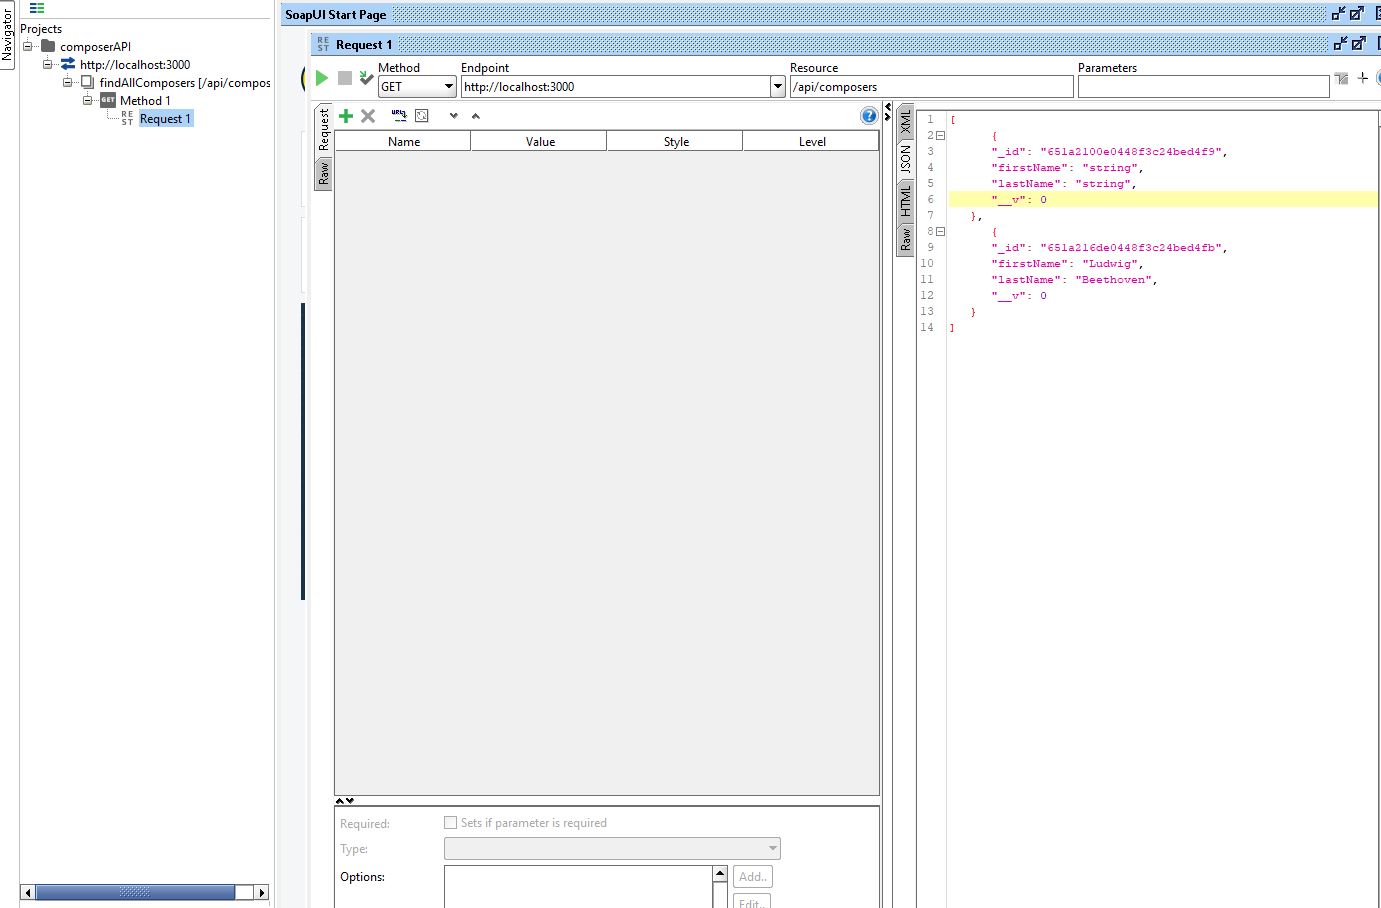 Navigator
Projects
composerAPI
http://localhost:3000
findAllComposers [/api/compos
GET Method 1
REST Request 1
SoapUI Start Page
REST Request 1
Method
Endpoint
Resource
Parameters
GET
http://localhost:3000
/api/composers
Request
Raw
Name Value Style Level
Required:
Sets if parameter is required
Type:
Options:
Add..
Edit..
XML
JSON
HTML
Raw
1 [
2 {
3 "_id": "651a2100e0448f3c24bed4f9",
4 "firstName": "string",
5 "lastName": "string",
6 "__v": 0
7 },
8 {
9 "_id": "651a216de0448f3c24bed4fb",
10 "firstName": "Ludwig",
11 "lastName": "Beethoven",
12 "__v": 0
13 }
14 ]